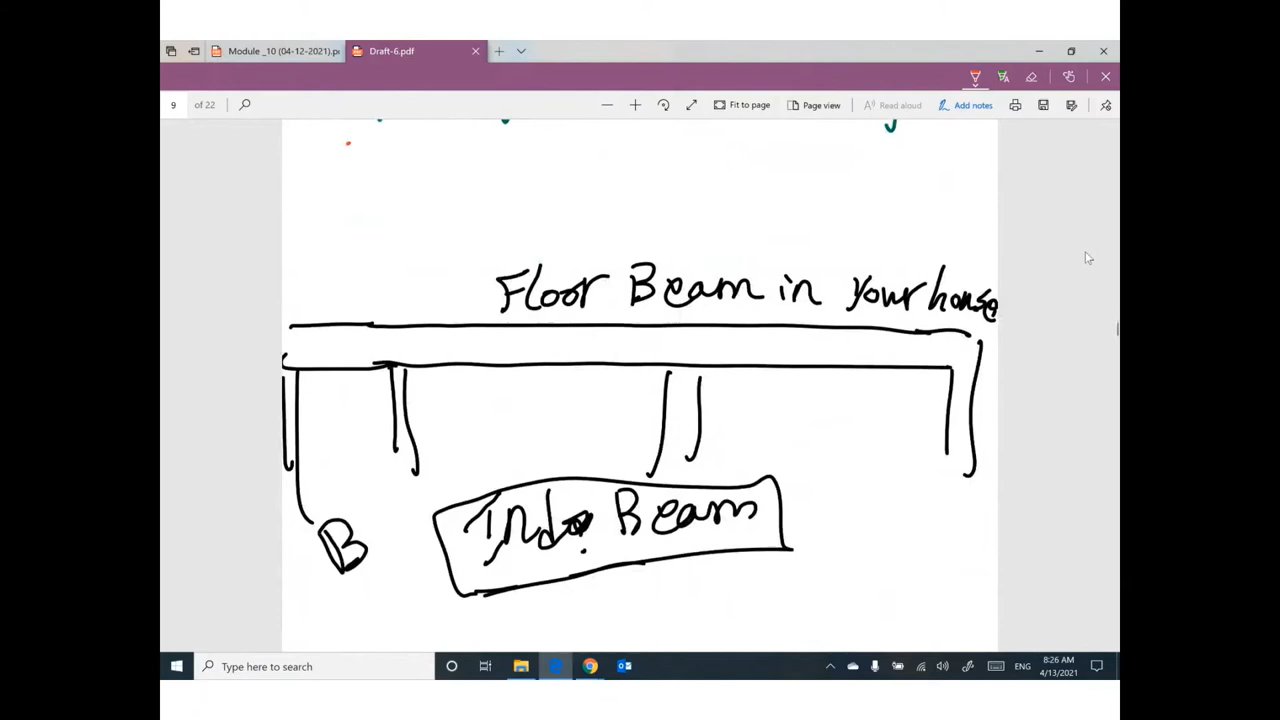 Module _10 (04-12-2021).p
Draft-6.pdf
9 of 22
Fit to page
Page view
Read aloud
Add notes
Floor Beam in your house
B
Beam
Type here to search
ENG
8:26 AM
4/13/2021